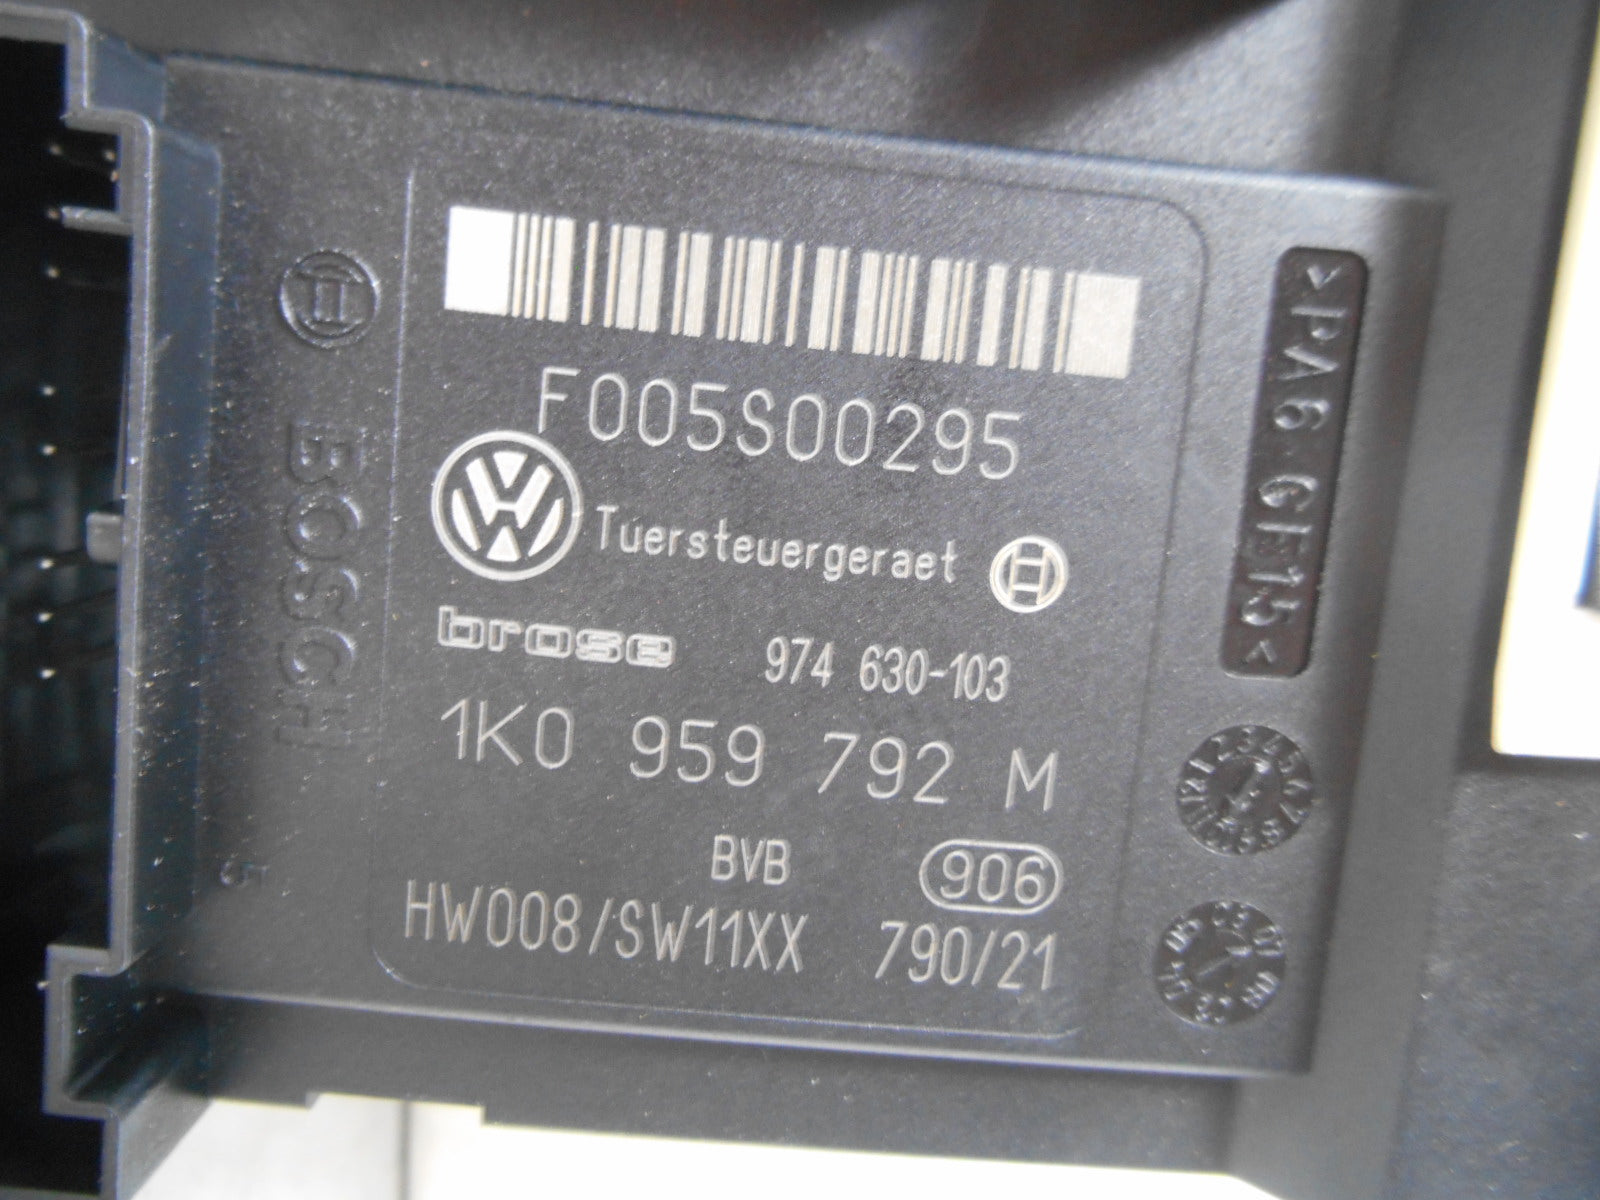 F005S00295
Tuersteuergeraet
brose 974 630-103
1K0 959 792 M
BVB 906
HW008/SW11XX 790/21
BOSCH
>PA6·GF15<